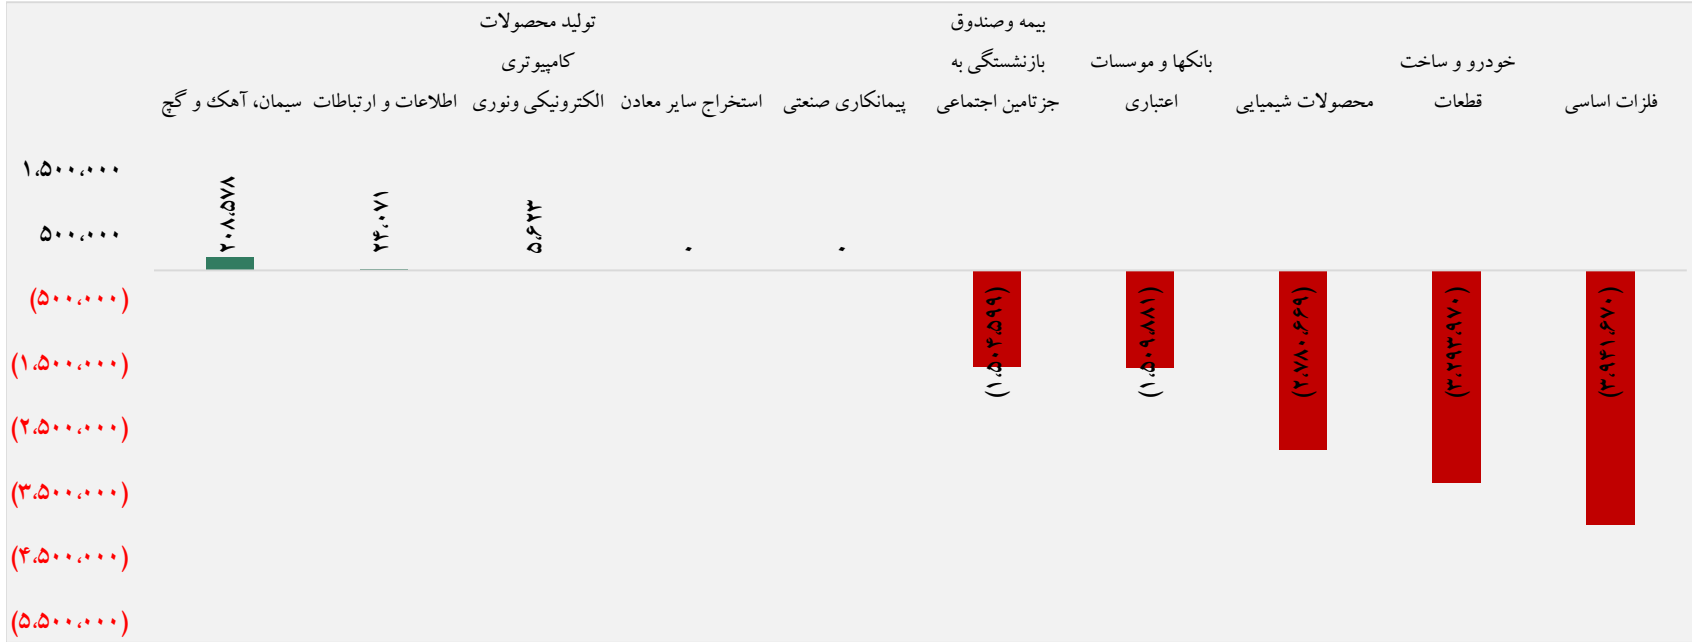 تولید محصولات
کامپیوتری
الکترونیکی ونوری
بیمه وصندوق
بازنشستگی به
جزتامین اجتماعی
بانکها و موسسات
اعتباری
خودرو و ساخت
قطعات
فلزات اساسی
محصولات شیمیایی
پیمانکاری صنعتی
استخراج سایر معادن
اطلاعات و ارتباطات
سیمان، آهک و گچ
۱،۵۰۰،۰۰۰
۵۰۰،۰۰۰
(۵۰۰،۰۰۰)
(۱،۵۰۰،۰۰۰)
(۲،۵۰۰،۰۰۰)
(۳،۵۰۰،۰۰۰)
(۴،۵۰۰،۰۰۰)
(۵،۵۰۰،۰۰۰)
۲۰۸،۵۷۸
۲۴،۰۷۱
۵،۶۲۳
۰
۰
(۱،۵۰۴،۵۹۹)
(۱،۵۰۹،۸۸۱)
(۲،۷۸۰،۶۶۹)
(۳،۲۹۳،۹۷۰)
(۳،۹۴۱،۶۷۰)